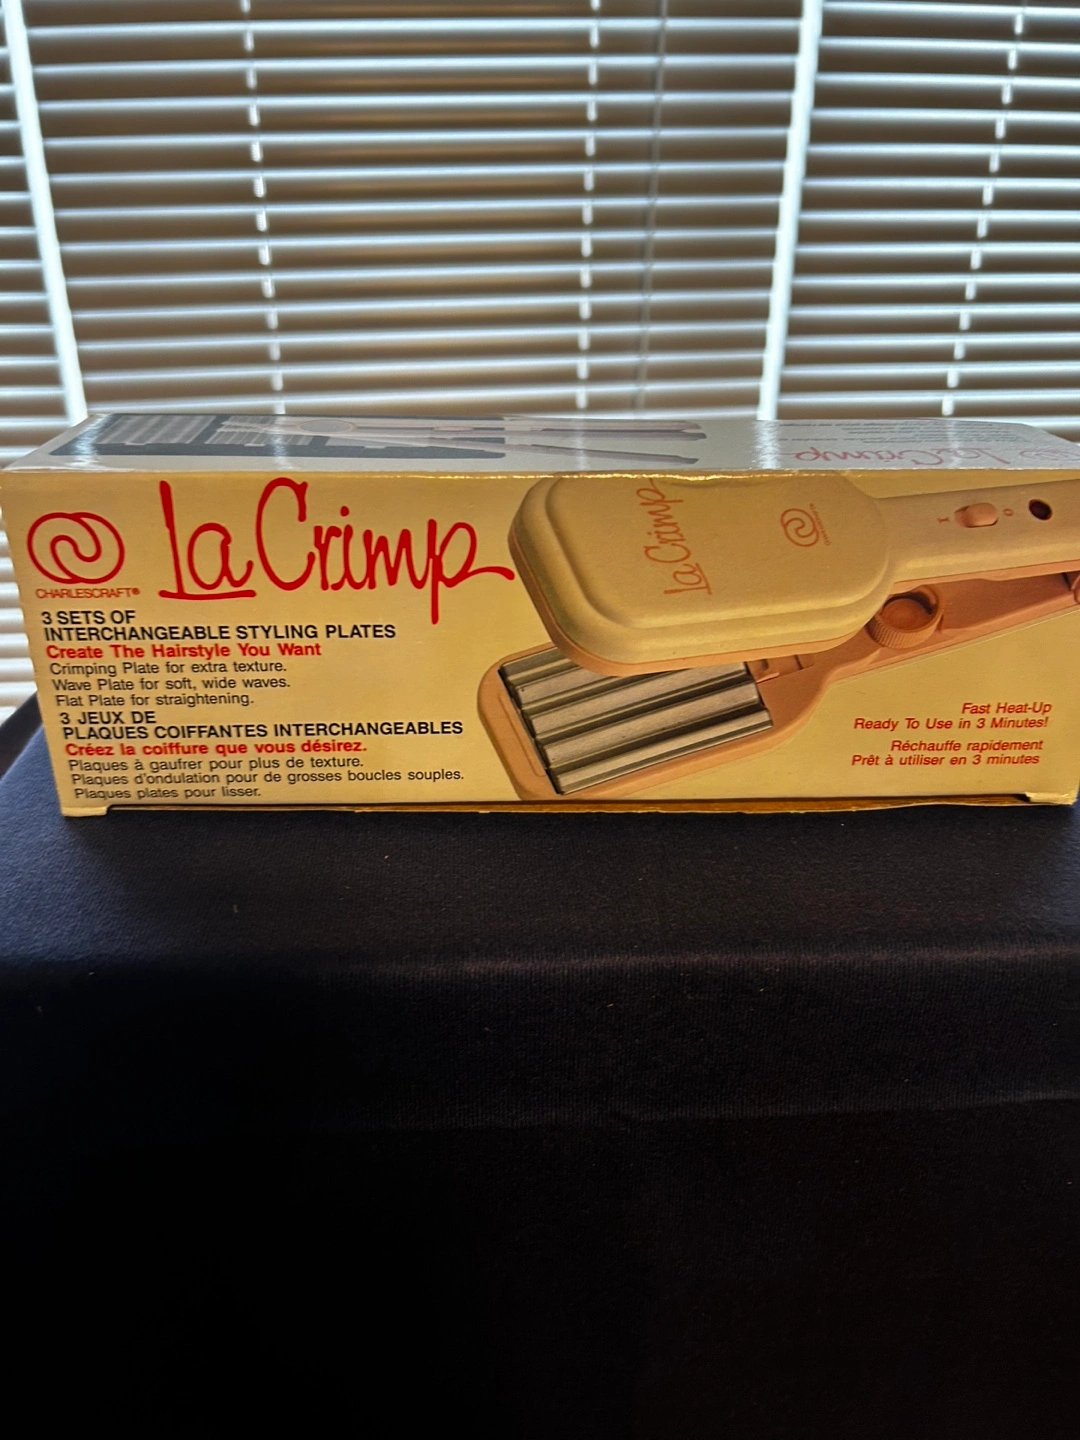 La Crimp
CHARLESCRAFT®
3 SETS OF
INTERCHANGEABLE STYLING PLATES
Create The Hairstyle You Want
Crimping Plate for extra texture.
Wave Plate for soft, wide waves.
Flat Plate for straightening.
3 JEUX DE
PLAQUES COIFFANTES INTERCHANGEABLES
Créez la coiffure que vous désirez.
Plaques à gaufrer pour plus de texture.
Plaques d'ondulation pour de grosses boucles souples.
Plaques plates pour lisser.
La Crimp
I O
Fast Heat-Up
Ready To Use in 3 Minutes!
Réchauffe rapidement
Prêt à utiliser en 3 minutes
La Crimp